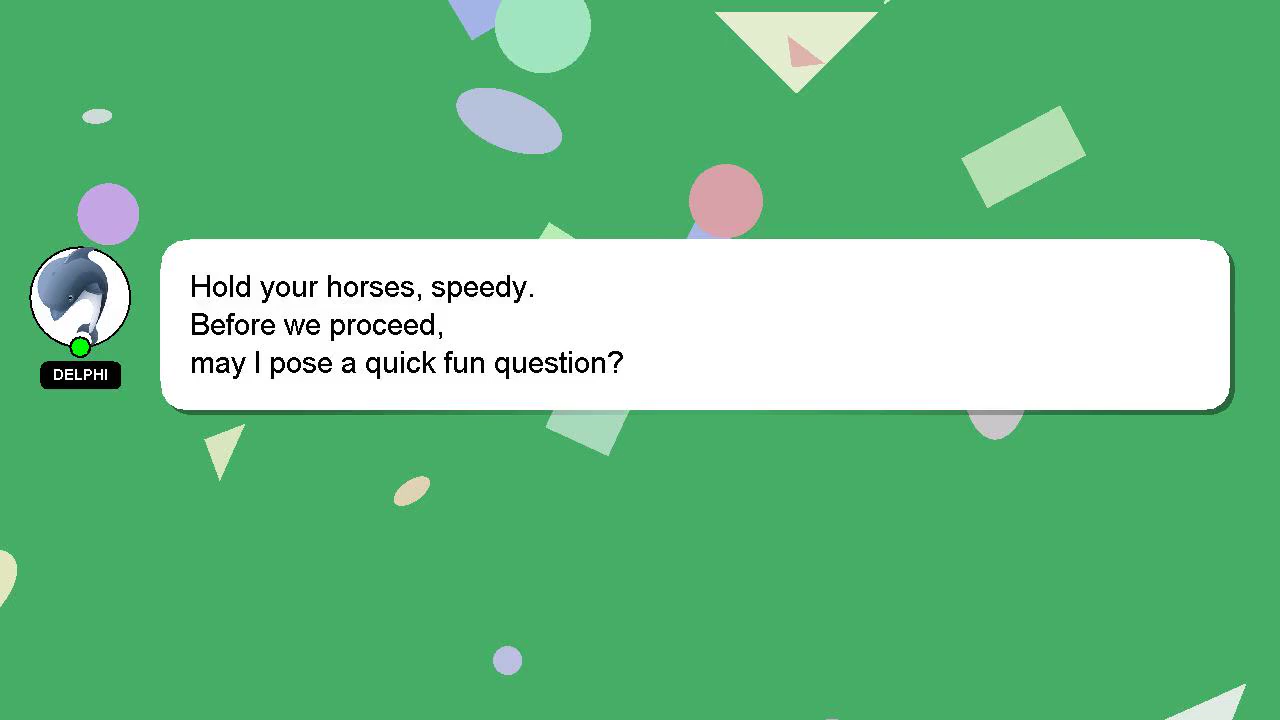 Hold your horses, speedy.
Before we proceed,
may I pose a quick fun question?
DELPHI